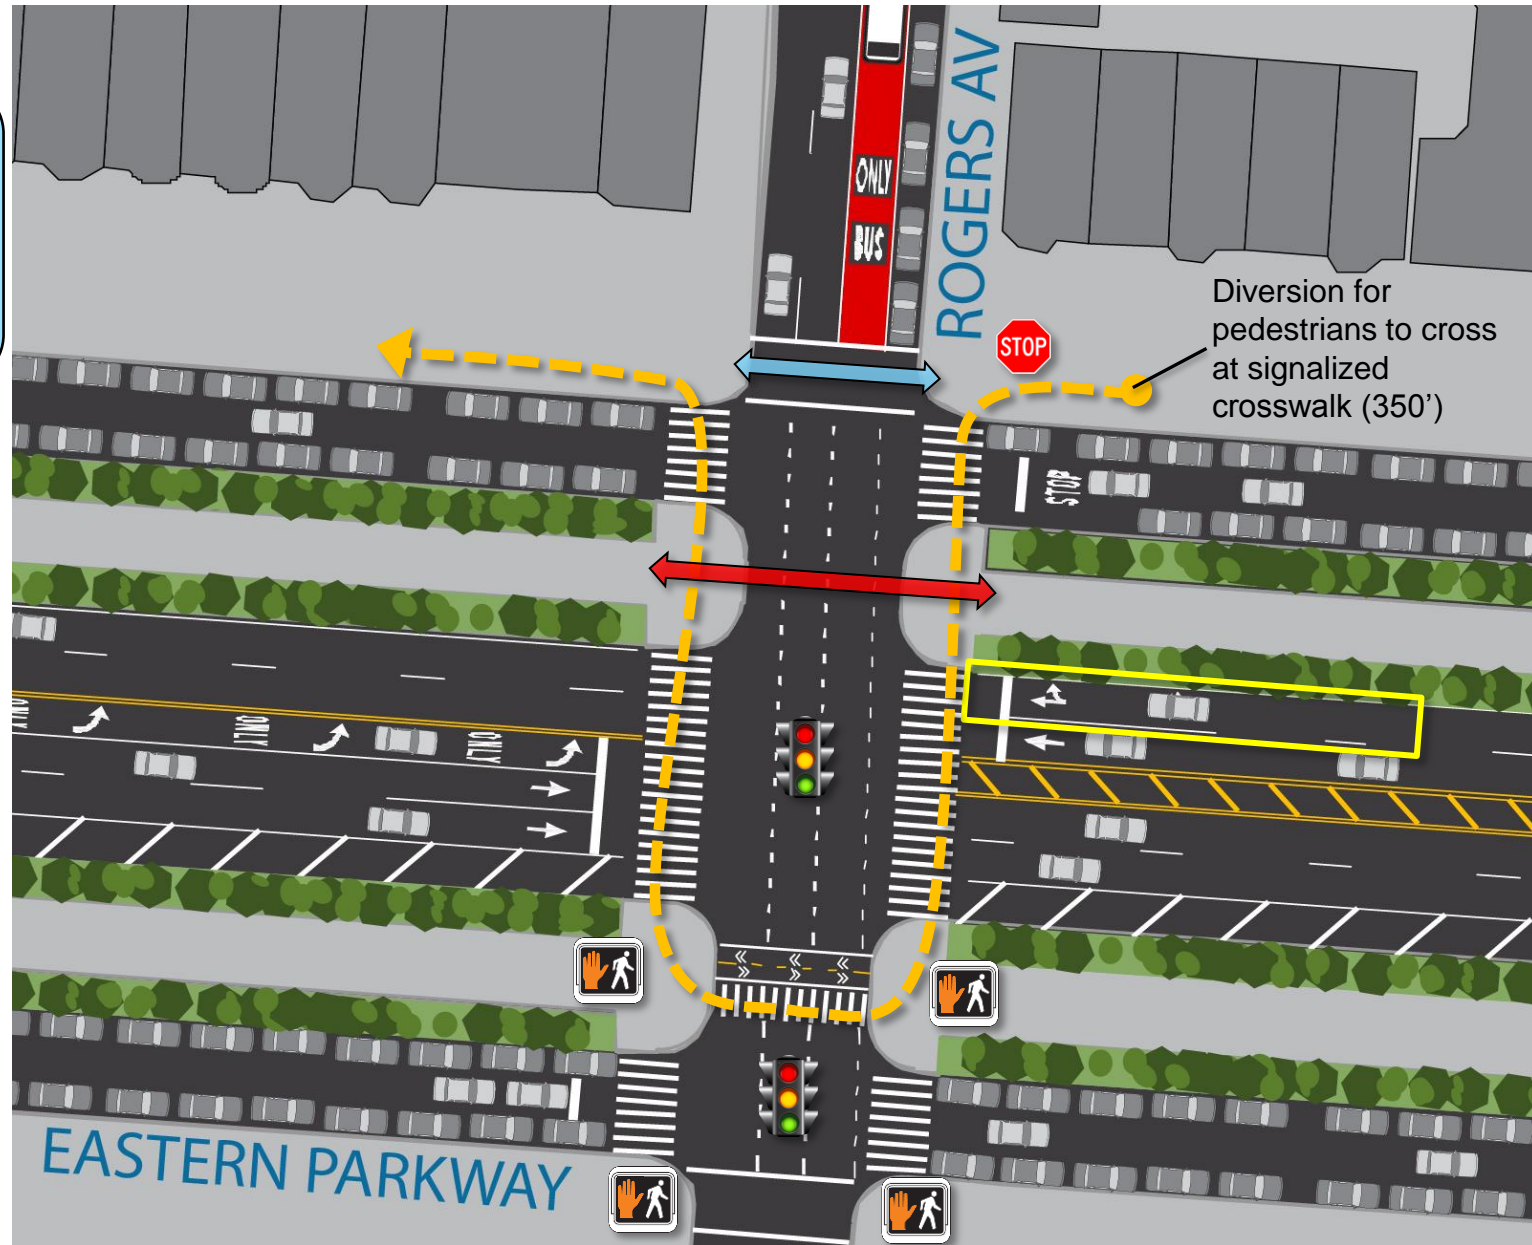 ROGERS AV
ONLY
BUS
STOP
Diversion for
pedestrians to cross
at signalized
crosswalk (350’)
STOP
ONLY
ONLY
ONLY
EASTERN PARKWAY